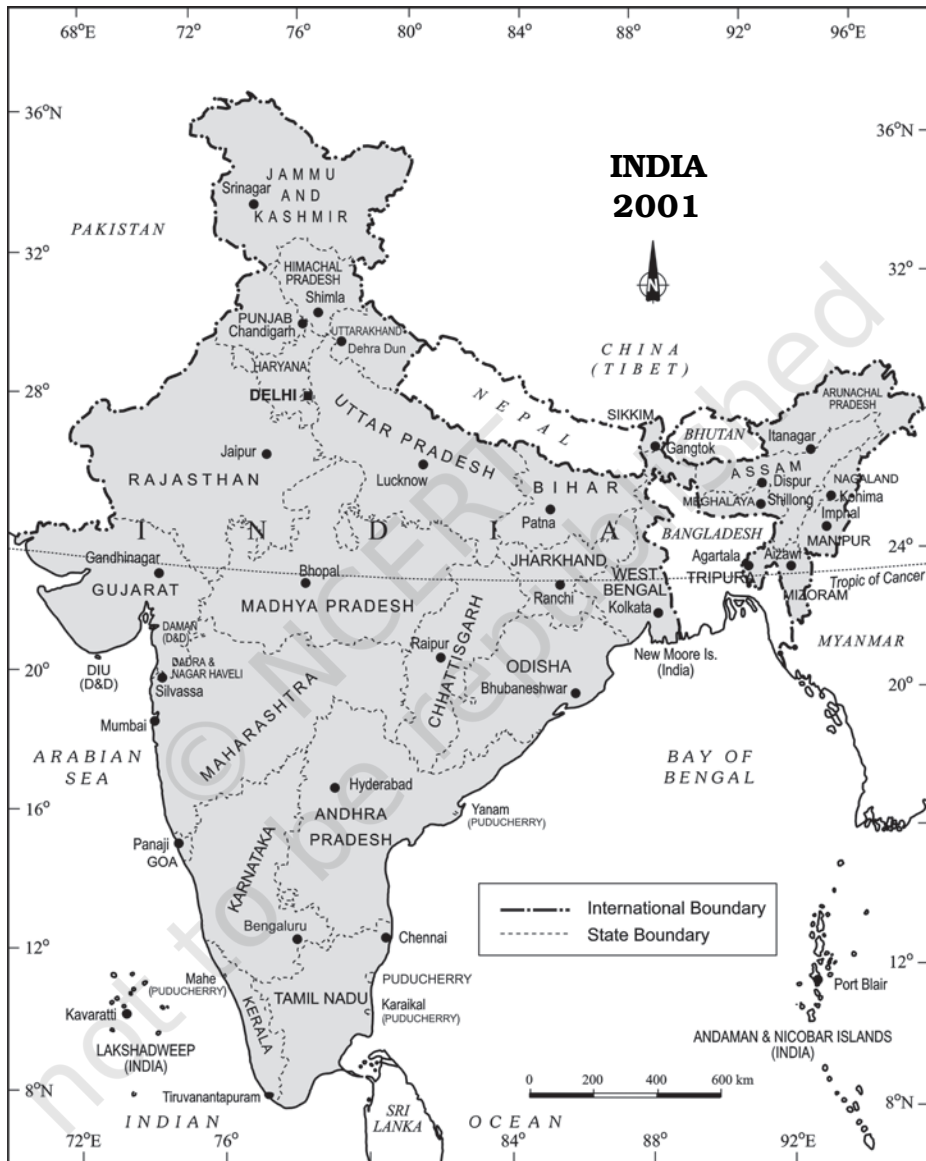 68°E 72° 76° 80° 84° 88° 92° 96°
36°N
36°N
INDIA
2001
JAMMU
AND
KASHMIR
Srinagar
PAKISTAN
32°
32°
N
HIMACHAL
PRADESH
Shimla
PUNJAB
Chandigarh
UTTARAKHAND
Dehra Dun
CHINA
(TIBET)
HARYANA
28°
28°
DELHI
NEPAL
SIKKIM
Gangtok
BHUTAN
ARUNACHAL
PRADESH
Itanagar
UTTAR PRADESH
Jaipur
RAJASTHAN
Lucknow
BIHAR
Patna
ASSAM
Dispur
NAGALAND
Kohima
MEGHALAYA
Shillong
Imphal
MANIPUR
INDIA
BANGLADESH
24°
24°
Gandhinagar
GUJARAT
Bhopal
MADHYA PRADESH
JHARKHAND
Ranchi
WEST
BENGAL
Kolkata
Agartala
TRIPURA
Aizawl
MIZORAM
Tropic of Cancer
MYANMAR
DAMAN
(D&D)
DIU
(D&D)
DADRA &
NAGAR HAVELI
Silvassa
Raipur
CHHATTISGARH
ODISHA
Bhubaneshwar
New Moore Is.
(India)
20°
20°
Mumbai
MAHARASHTRA
ARABIAN
SEA
BAY OF
BENGAL
Hyderabad
ANDHRA
PRADESH
Yanam
(PUDUCHERRY)
16°
Panaji
GOA
KARNATAKA
International Boundary
State Boundary
Bengaluru
Chennai
12°
12°
Mahe
(PUDUCHERRY)
PUDUCHERRY
TAMIL NADU
Karaikal
(PUDUCHERRY)
KERALA
Kavaratti
LAKSHADWEEP
(INDIA)
Port Blair
ANDAMAN & NICOBAR ISLANDS
(INDIA)
0 200 400 600 km
8°N
8°N
Tiruvanantapuram
SRI
LANKA
INDIAN OCEAN
72°E 76° 84° 88° 92°E
© NCERT
not to be republished